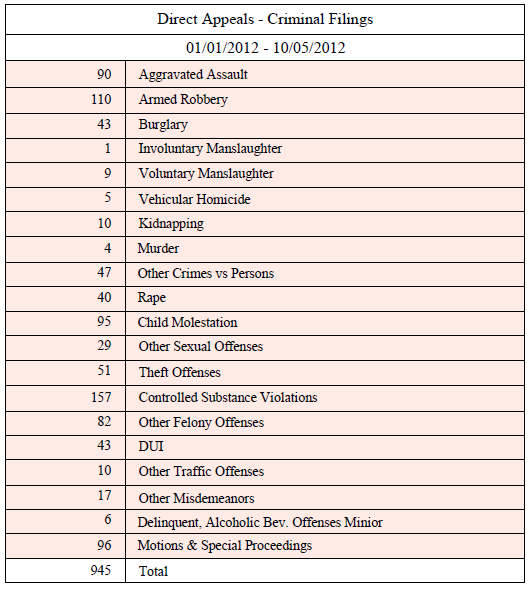 Direct Appeals - Criminal Filings
01/01/2012 - 10/05/2012
90 Aggravated Assault
110 Armed Robbery
43 Burglary
1 Involuntary Manslaughter
9 Voluntary Manslaughter
5 Vehicular Homicide
10 Kidnapping
4 Murder
47 Other Crimes vs Persons
40 Rape
95 Child Molestation
29 Other Sexual Offenses
51 Theft Offenses
157 Controlled Substance Violations
82 Other Felony Offenses
43 DUI
10 Other Traffic Offenses
17 Other Misdemeanors
6 Delinquent, Alcoholic Bev. Offenses Minior
96 Motions & Special Proceedings
945 Total